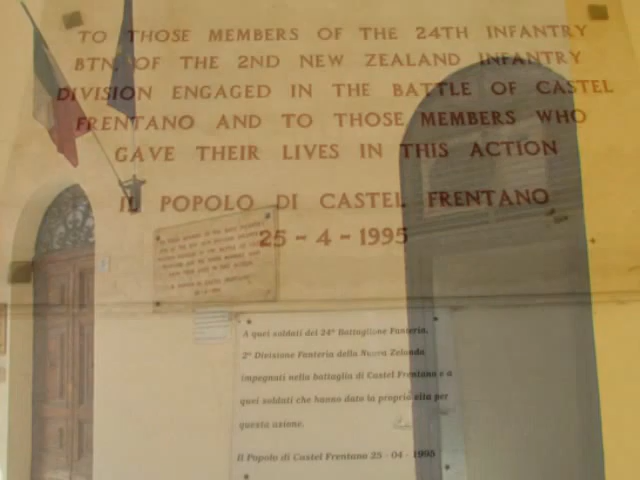 TO THOSE MEMBERS OF THE 24TH INFANTRY
BTN. OF THE 2ND NEW ZEALAND INFANTRY
DIVISION ENGAGED IN THE BATTLE OF CASTEL
FRENTANO AND TO THOSE MEMBERS WHO
GAVE THEIR LIVES IN THIS ACTION
IL POPOLO DI CASTEL FRENTANO
25 - 4 - 1995
A quei soldati dei 24° Battaglione Fanteria,
2° Divisione Fanteria della Nuova Zelanda
impegnati nella battaglia di Castel Frentano e a
quei soldati che hanno dato la propria vita per
questa azione.
Il Popolo di Castel Frentano 25 - 04 - 1995